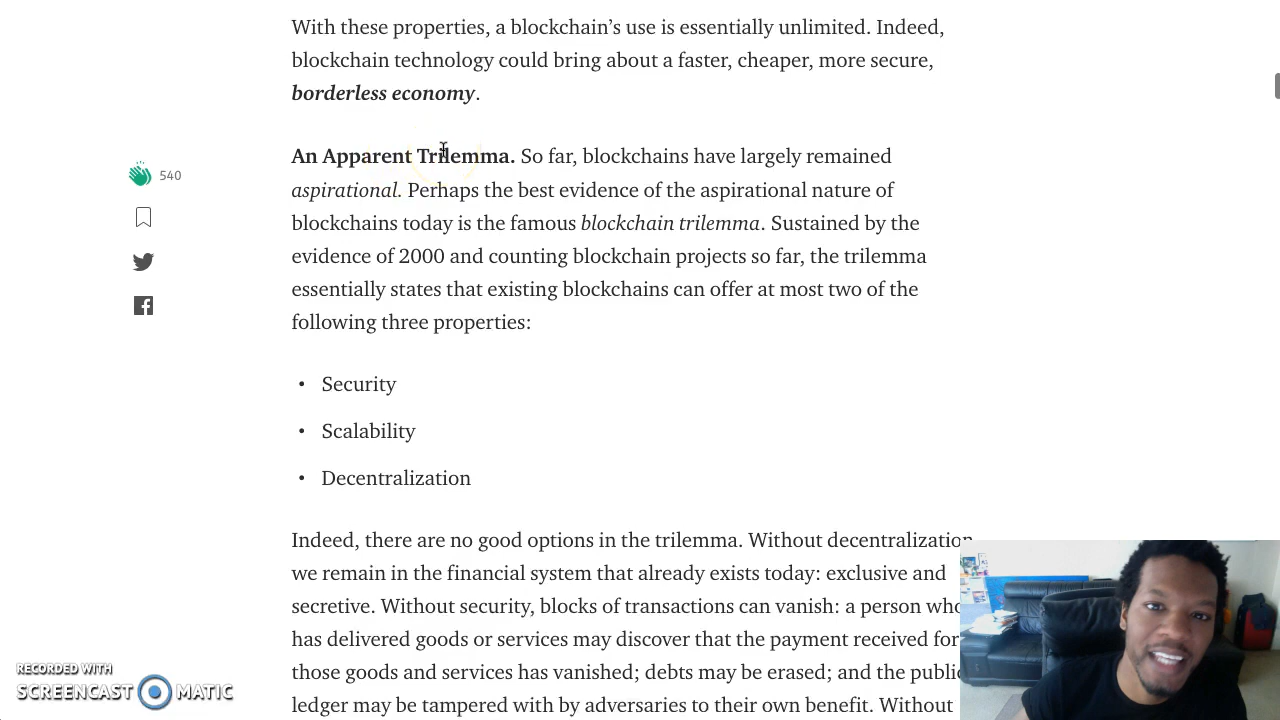 With these properties, a blockchain’s use is essentially unlimited. Indeed,
blockchain technology could bring about a faster, cheaper, more secure,
borderless economy.
An Apparent Trilemma. So far, blockchains have largely remained
aspirational. Perhaps the best evidence of the aspirational nature of
540
blockchains today is the famous blockchain trilemma. Sustained by the
evidence of 2000 and counting blockchain projects so far, the trilemma
essentially states that existing blockchains can offer at most two of the
following three properties:
• Security
• Scalability
• Decentralization
Indeed, there are no good options in the trilemma. Without decentralization
we remain in the financial system that already exists today: exclusive and
secretive. Without security, blocks of transactions can vanish: a person who
has delivered goods or services may discover that the payment received for
those goods and services has vanished; debts may be erased; and the public
ledger may be tampered with by adversaries to their own benefit. Without
RECORDED WITH
SCREENCAST MATIC